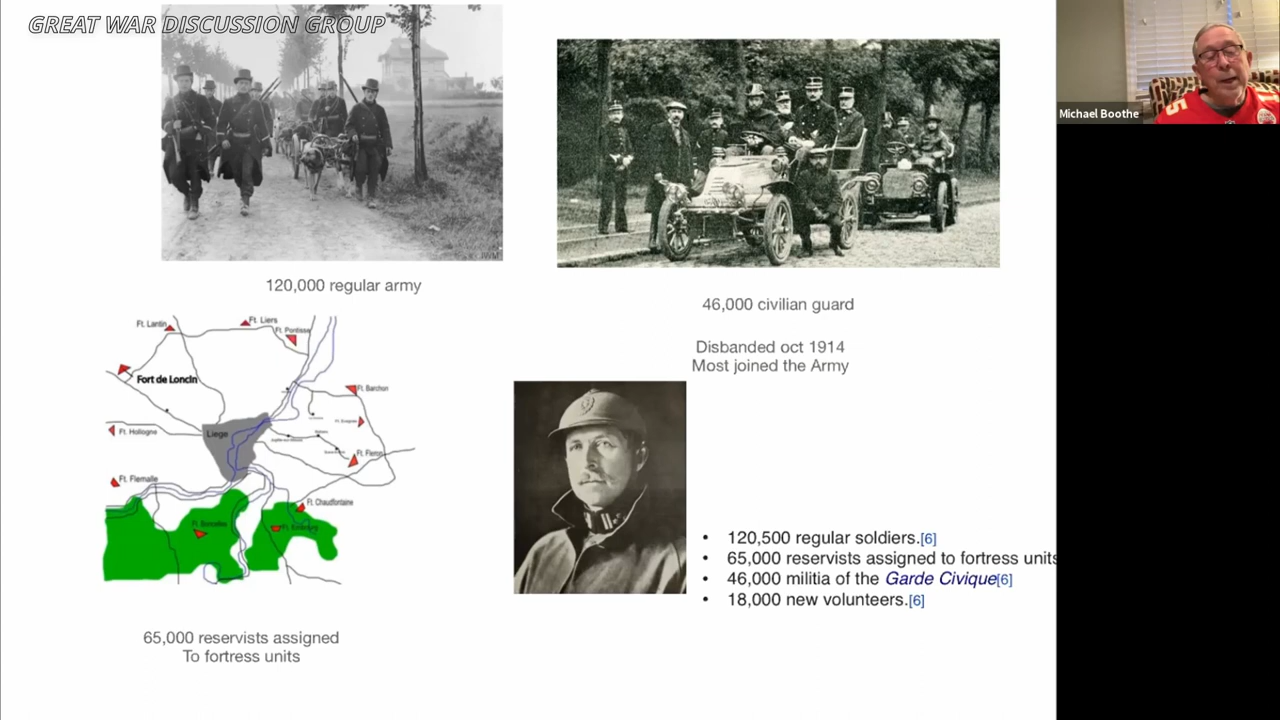 GREAT WAR DISCUSSION GROUP
Michael Boothe
120,000 regular army
46,000 civilian guard
Disbanded oct 1914
Most joined the Army
Ft. Lantin
Ft. Liers
Ft. Pontisse
Fort de Loncin
Ft. Barchon
Ft. Evegnee
Ft. Hollogne
Liege
Ft. Fleron
Ft. Flemalle
Ft. Chaudfontaine
Ft. Boncelles
Ft. Embourg
• 120,500 regular soldiers.[6]
• 65,000 reservists assigned to fortress units
• 46,000 militia of the Garde Civique[6]
• 18,000 new volunteers.[6]
65,000 reservists assigned
To fortress units